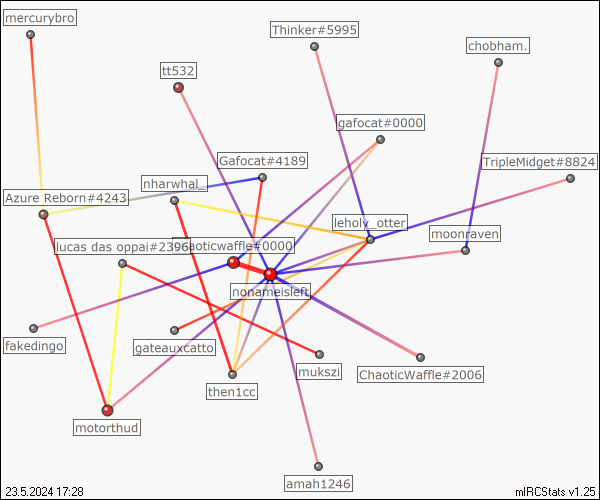 mercurybro
Thinker#5995
chobham.
tt532
gafocat#0000
Gafocat#4189
TripleMidget#8824
nharwhal_
Azure Reborn#4243
leholy_otter
moonraven
lucas das oppai#2396
chaoticwaffle#0000
nonameisleft
fakedingo
gateauxcatto
mukszi
ChaoticWaffle#2006
then1cc
motorthud
amah1246
23.5.2024 17:28
mIRCStats v1.25